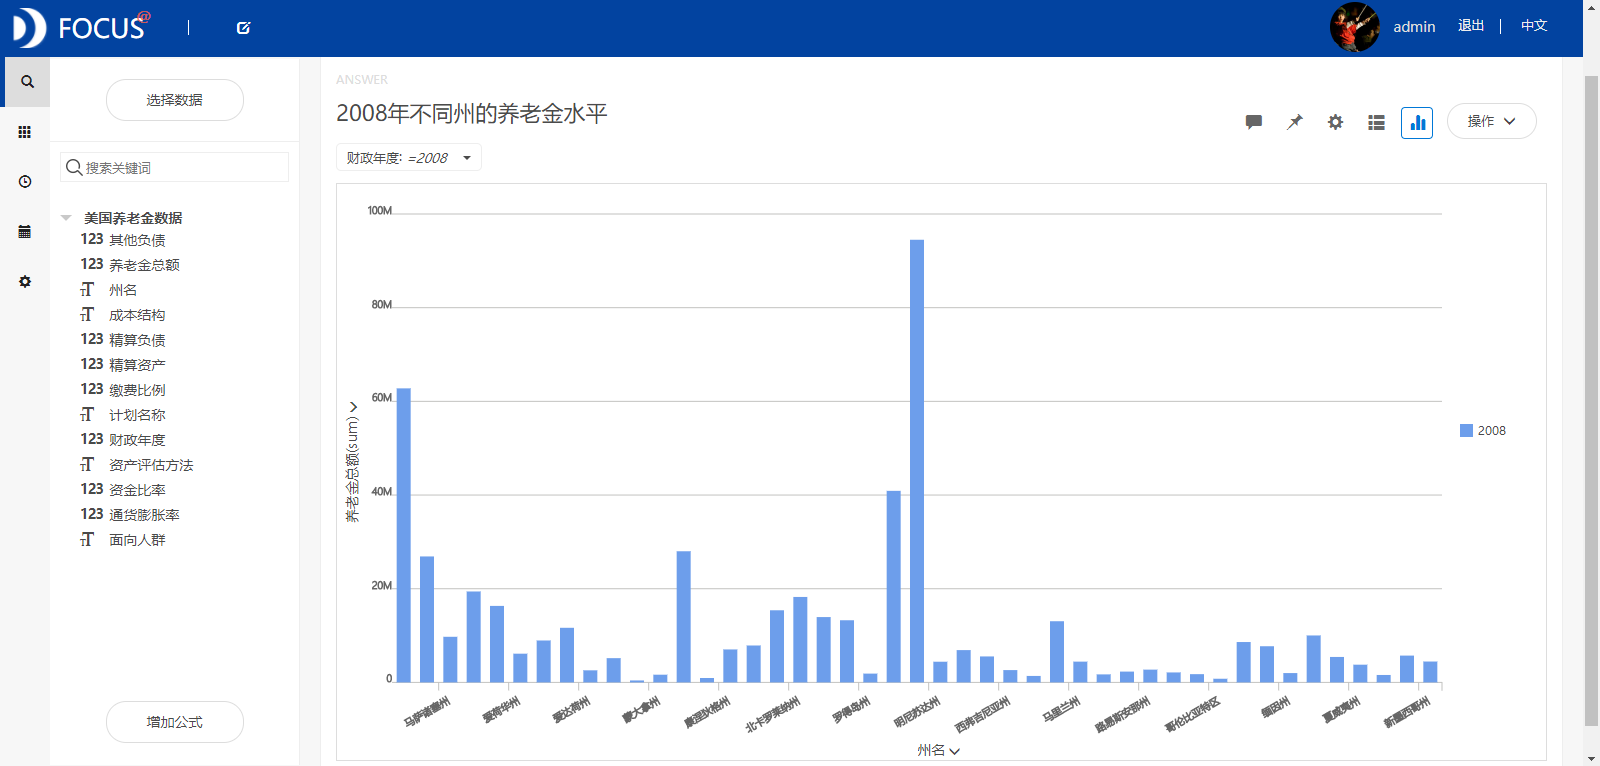 FOCUS@
admin
退出
中文
选择数据
搜索关键词
美国养老金数据
123 其他负债
123 养老金总额
TT 州名
TT 成本结构
123 精算负债
123 精算资产
123 缴费比例
TT 计划名称
123 财政年度
TT 资产评估方法
123 资金比率
123 通货膨胀率
TT 面向人群
增加公式
ANSWER
2008年不同州的养老金水平
操作
财政年度: =2008
养老金总额(sum)
100M
80M
60M
40M
20M
0
马萨诸塞州
爱荷华州
爱达荷州
蒙大拿州
康涅狄格州
北卡罗莱纳州
罗得岛州
明尼苏达州
西弗吉尼亚州
马里兰州
路易斯安那州
哥伦比亚特区
缅因州
夏威夷州
新墨西哥州
州名
2008